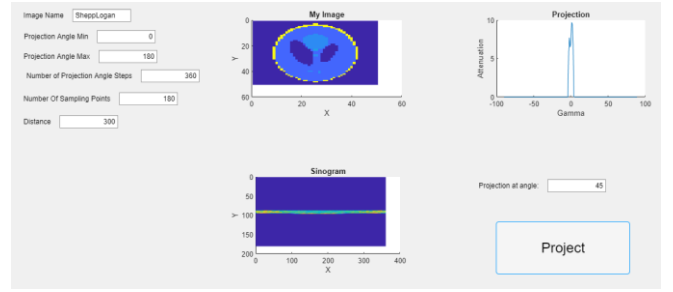 Image Name SheppLogan
Projection Angle Min 0
Projection Angle Max 180
Number of Projection Angle Steps 360
Number Of Sampling Points 180
Distance 300
My Image
0
20
40
60
Y
0 20 40 60
X
Projection
10
5
0
Attenuation
-100 -50 0 50 100
Gamma
Sinogram
0
50
100
150
200
Y
0 100 200 300 400
X
Projection at angle: 45
Project